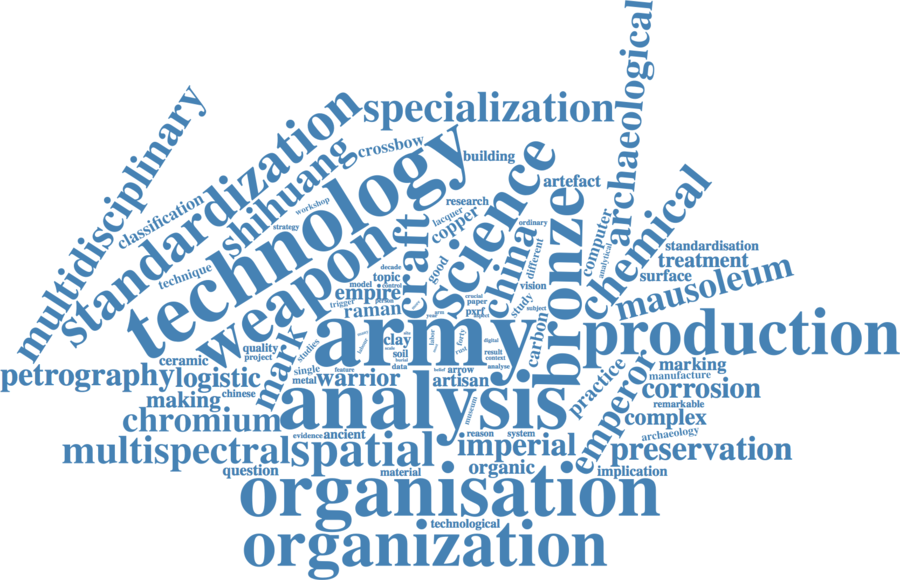 archaeological
multidisciplinary
standardization
specialization
technology
shihuang
crossbow
building
science
classification
artefact
chemical
research
workshop
lacquer
ordinary
strategy
copper
craft
weapon
china
bronze
computer
analytical
different
standardisation
technique
good
treatment
decade
topic
control
model
vision
surface
mausoleum
empire
crucial
paper
study
subject
trigger
raman
pxrf
army
production
mark
carbon
studies
clay
digital
forty
labour
quality
project
soil
result
context
ceramic
data
analyse
marking
petrography
logistic
single
feature
arrow
metal
warrior
artisan
practice
manufacture
emperor
corrosion
making
chinese
analysis
museum
remarkable
chromium
complex
evidence
ancient
reason
system
archaeology
multispectral
spatial
imperial
preservation
question
material
organic
implication
organisation
technological
organization